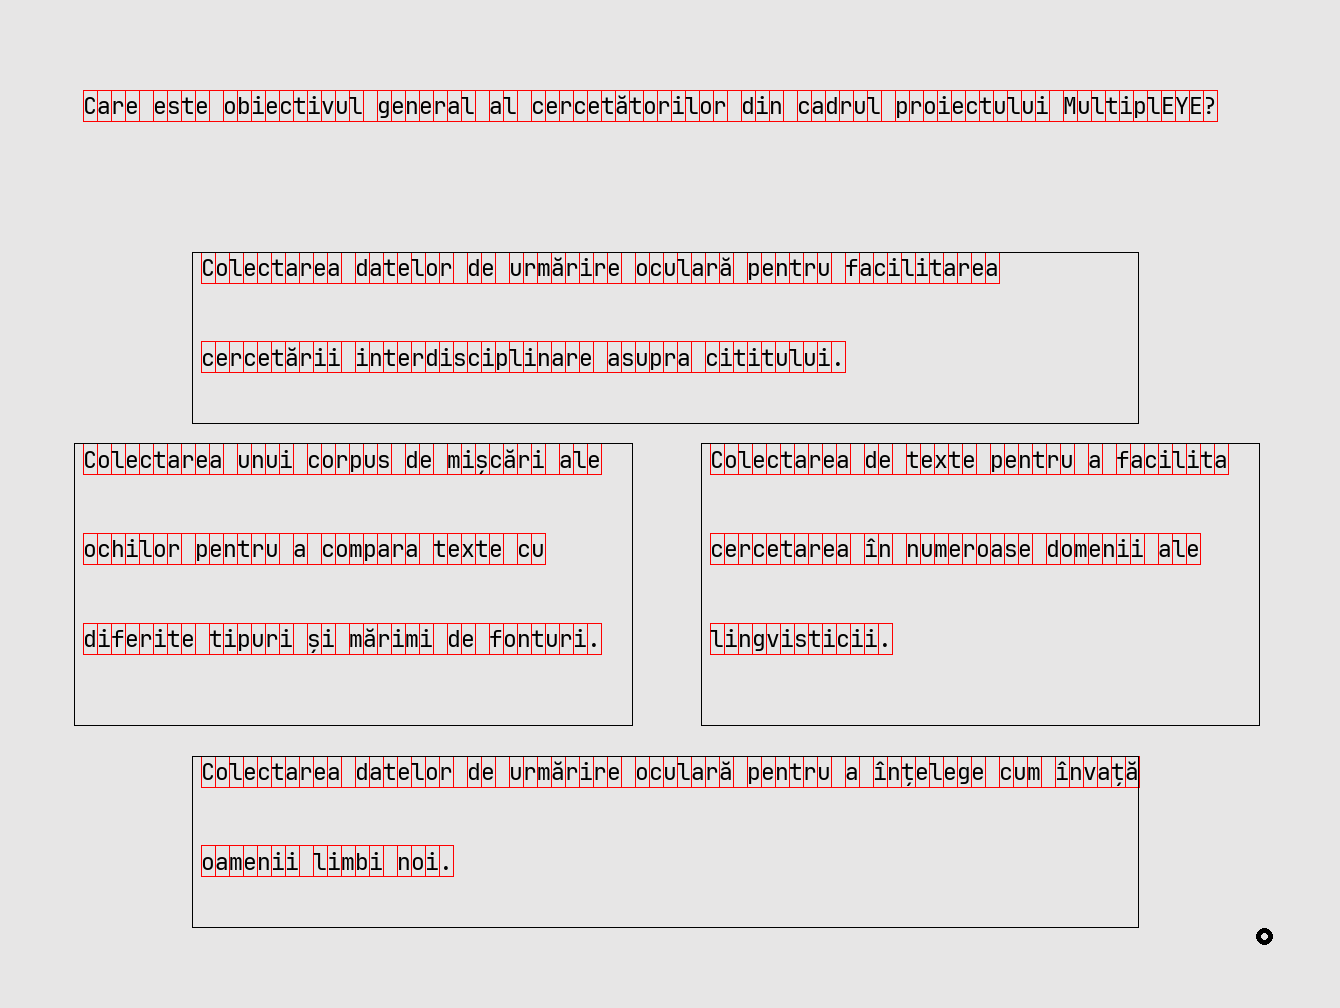 Care este obiectivul general al cercetătorilor din cadrul proiectului MultiplEYE?
Colectarea datelor de urmărire oculară pentru facilitarea
cercetării interdisciplinare asupra cititului.
Colectarea unui corpus de mișcări ale
ochilor pentru a compara texte cu
diferite tipuri și mărimi de fonturi.
Colectarea de texte pentru a facilita
cercetarea în numeroase domenii ale
lingvisticii.
Colectarea datelor de urmărire oculară pentru a înțelege cum învață
oamenii limbi noi.